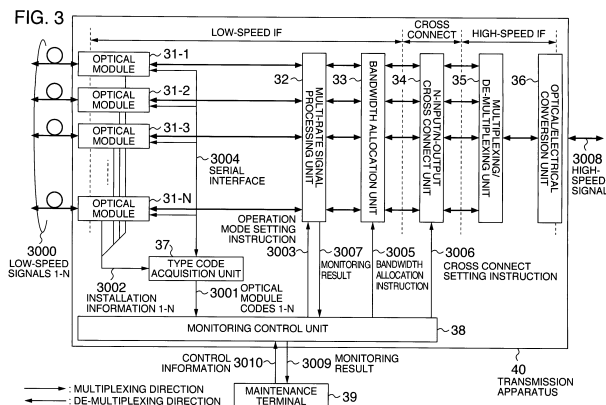 FIG. 3
LOW-SPEED IF
CROSS
CONNECT
HIGH-SPEED IF
OPTICAL
MODULE
31-1
OPTICAL
MODULE
31-2
OPTICAL
MODULE
31-3
OPTICAL
MODULE
31-N
32
MULTI-RATE SIGNAL
PROCESSING UNIT
33
BANDWIDTH ALLOCATION UNIT
34
N-INPUT/N-OUTPUT
CROSS CONNECT UNIT
35
MULTIPLEXING/
DE-MULTIPLEXING UNIT
36
OPTICAL/ELECTRICAL
CONVERSION UNIT
3008
HIGH-
SPEED
SIGNAL
3004
SERIAL
INTERFACE
3000
LOW-SPEED
SIGNALS 1-N
OPERATION
MODE SETTING
INSTRUCTION
3003
3007
MONITORING
RESULT
3005
BANDWIDTH
ALLOCATION
INSTRUCTION
3006
CROSS CONNECT
SETTING INSTRUCTION
37
TYPE CODE
ACQUISITION UNIT
3002
INSTALLATION
INFORMATION 1-N
3001
OPTICAL
MODULE
CODES 1-N
MONITORING CONTROL UNIT
38
CONTROL
INFORMATION
3010
3009
MONITORING
RESULT
40
TRANSMISSION
APPARATUS
MAINTENANCE
TERMINAL
39
: MULTIPLEXING DIRECTION
: DE-MULTIPLEXING DIRECTION